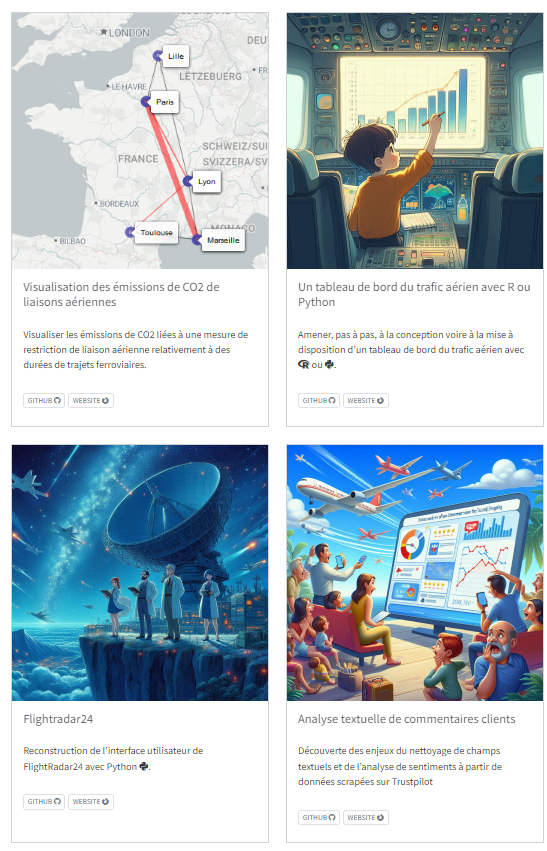 LONDON
DEU
Lille
LËTZEBUERG
FR
LE HAVRE
Paris
FRANCE
SCHWEIZ/SUI
SVIZZERA/SV
Lyon
BORDEAUX
MONACO
Toulouse
Marseille
BILBAO
Visualisation des émissions de CO2 de
liaisons aériennes
Visualiser les émissions de CO2 liées à une mesure de
restriction de liaison aérienne relativement à des
durées de trajets ferroviaires.
GITHUB WEBSITE
Un tableau de bord du trafic aérien avec R ou
Python
Amener, pas à pas, à la conception voire à la mise à
disposition d'un tableau de bord du trafic aérien avec
R ou .
GITHUB WEBSITE
Flightradar24
Reconstruction de l'interface utilisateur de
FlightRadar24 avec Python .
GITHUB WEBSITE
Analyse textuelle de commentaires clients
Découverte des enjeux du nettoyage de champs
textuels et de l'analyse de sentiments à partir de
données scrapées sur Trustpilot
GITHUB WEBSITE